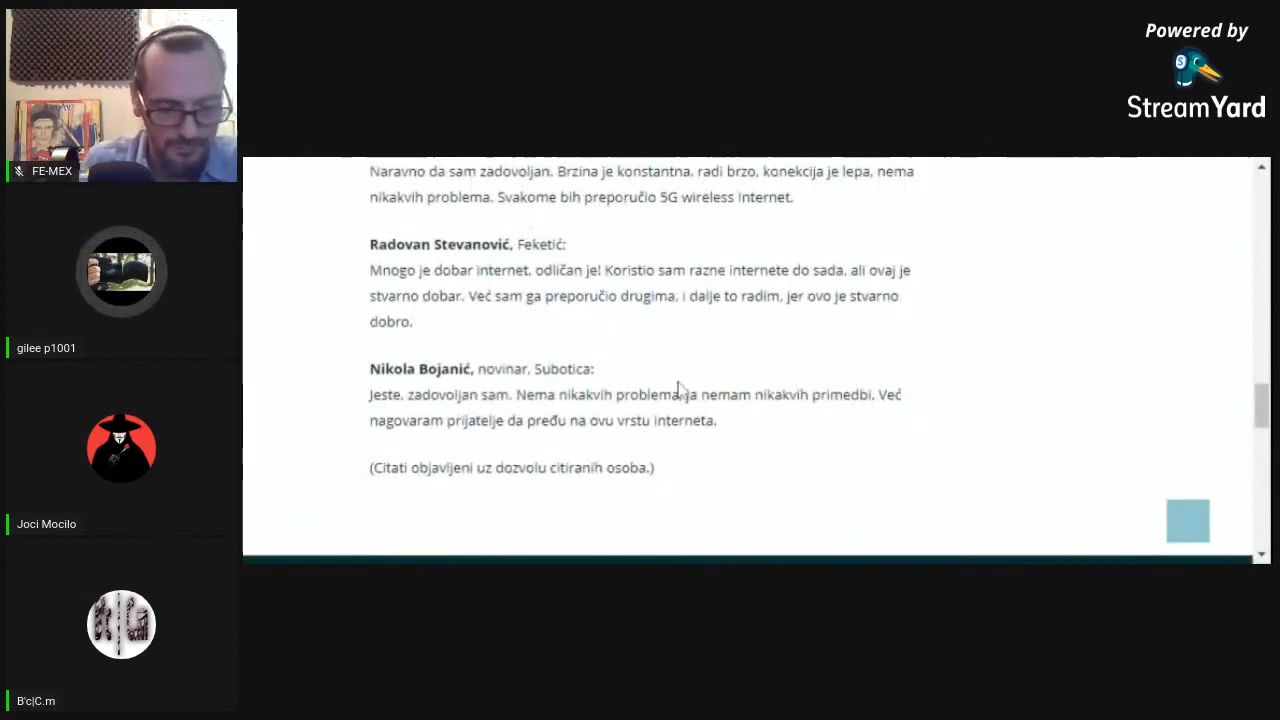 Powered by
StreamYard
FE-MEX
gilee p1001
Joci Mocilo
B'c|C.m
Naravno da sam zadovoljan. Brzina je konstantna, radi brzo, konekcija je lepa, nema
nikakvih problema. Svakome bih preporučio 5G wireless internet.
Radovan Stevanović, Feketić:
Mnogo je dobar internet, odličan je! Koristio sam razne internete do sada, ali ovaj je
stvarno dobar. Već sam ga preporučio drugima, i dalje to radim, jer ovo je stvarno
dobro.
Nikola Bojanić, novinar, Subotica:
Jeste, zadovoljan sam. Nema nikakvih problema, ja nemam nikakvih primedbi. Već
nagovaram prijatelje da pređu na ovu vrstu interneta.
(Citati objavljeni uz dozvolu citiranih osoba.)